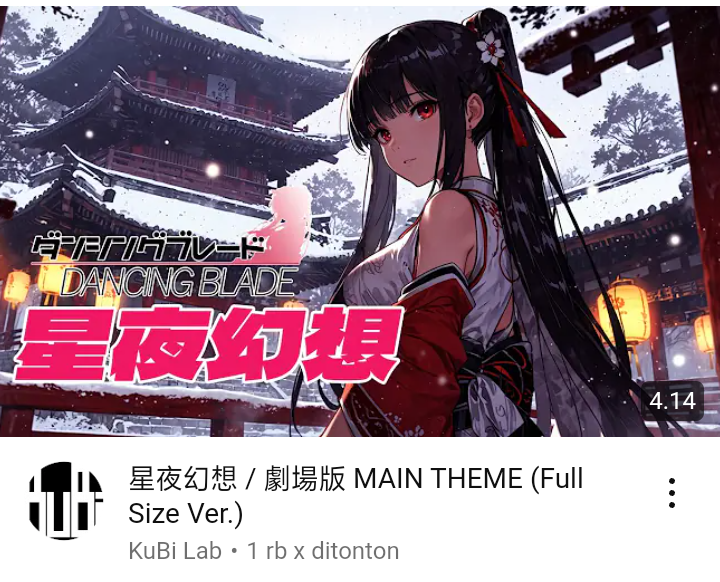 ダンシングブレード
DANCING BLADE
星夜幻想
4.14
星夜幻想 / 劇場版 MAIN THEME (Full
Size Ver.)
KuBi Lab • 1 rb x ditonton